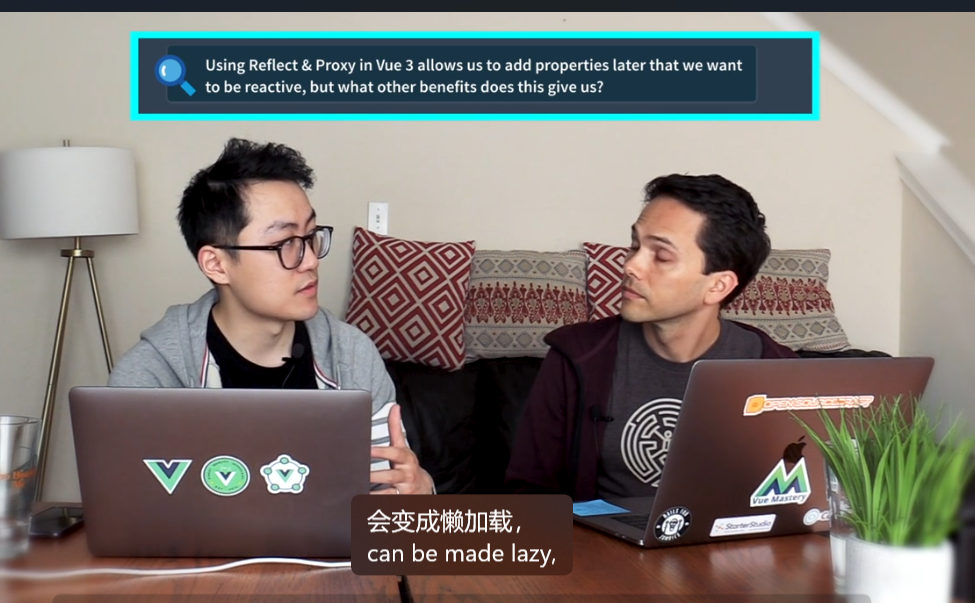 Using Reflect & Proxy in Vue 3 allows us to add properties later that we want
to be reactive, but what other benefits does this give us?
Vue Mastery
StarterStudio
会变成懒加载，
can be made lazy,